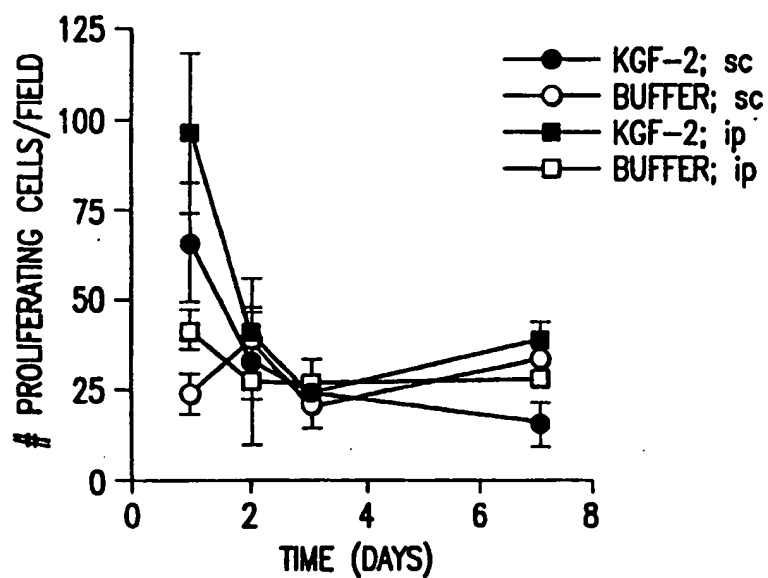 125
100
75
50
25
0
# PROLIFERATING CELLS/FIELD
0 2 4 6 8
TIME (DAYS)
KGF-2; sc
BUFFER; sc
KGF-2; ip
BUFFER; ip